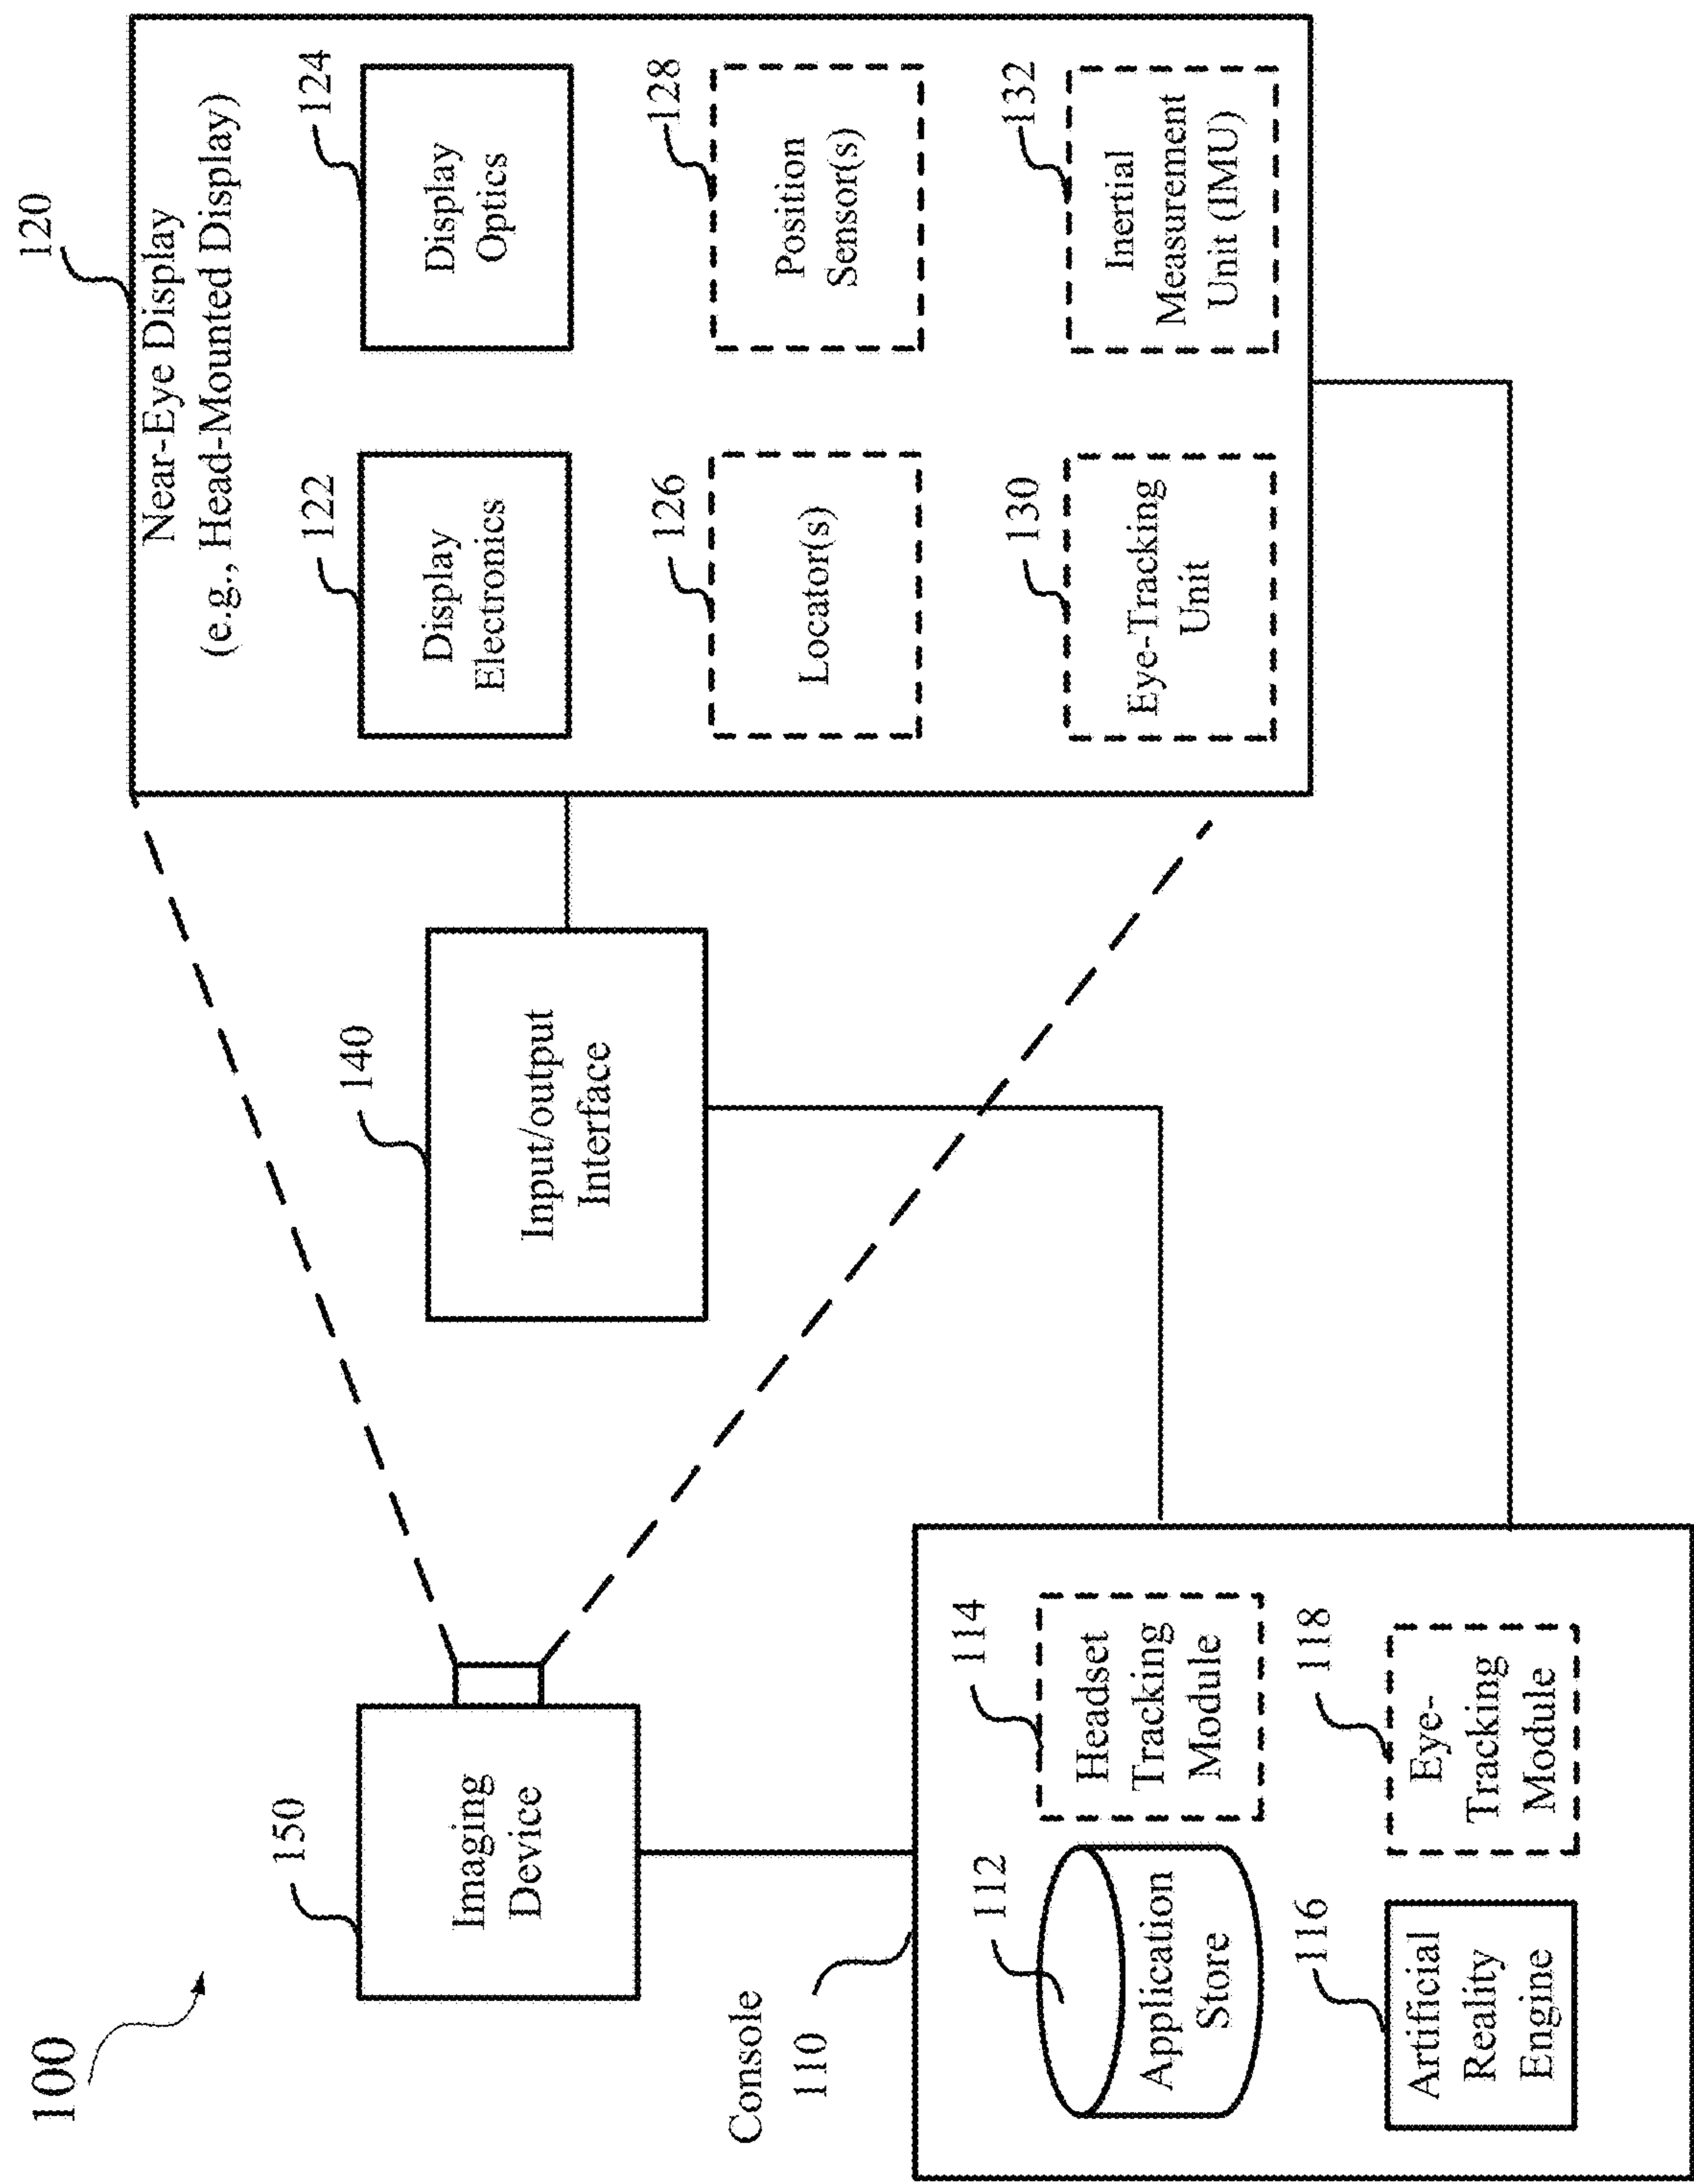 100
150
Imaging
Device
140
Input/output
Interface
120
Near-Eye Display
(e.g., Head-Mounted Display)
122
Display
Electronics
124
Display
Optics
126
Locator(s)
128
Position
Sensor(s)
130
Eye-Tracking
Unit
132
Inertial
Measurement
Unit (IMU)
Console
110
112
Application
Store
114
Headset
Tracking
Module
116
Artificial
Reality
Engine
118
Eye-
Tracking
Module